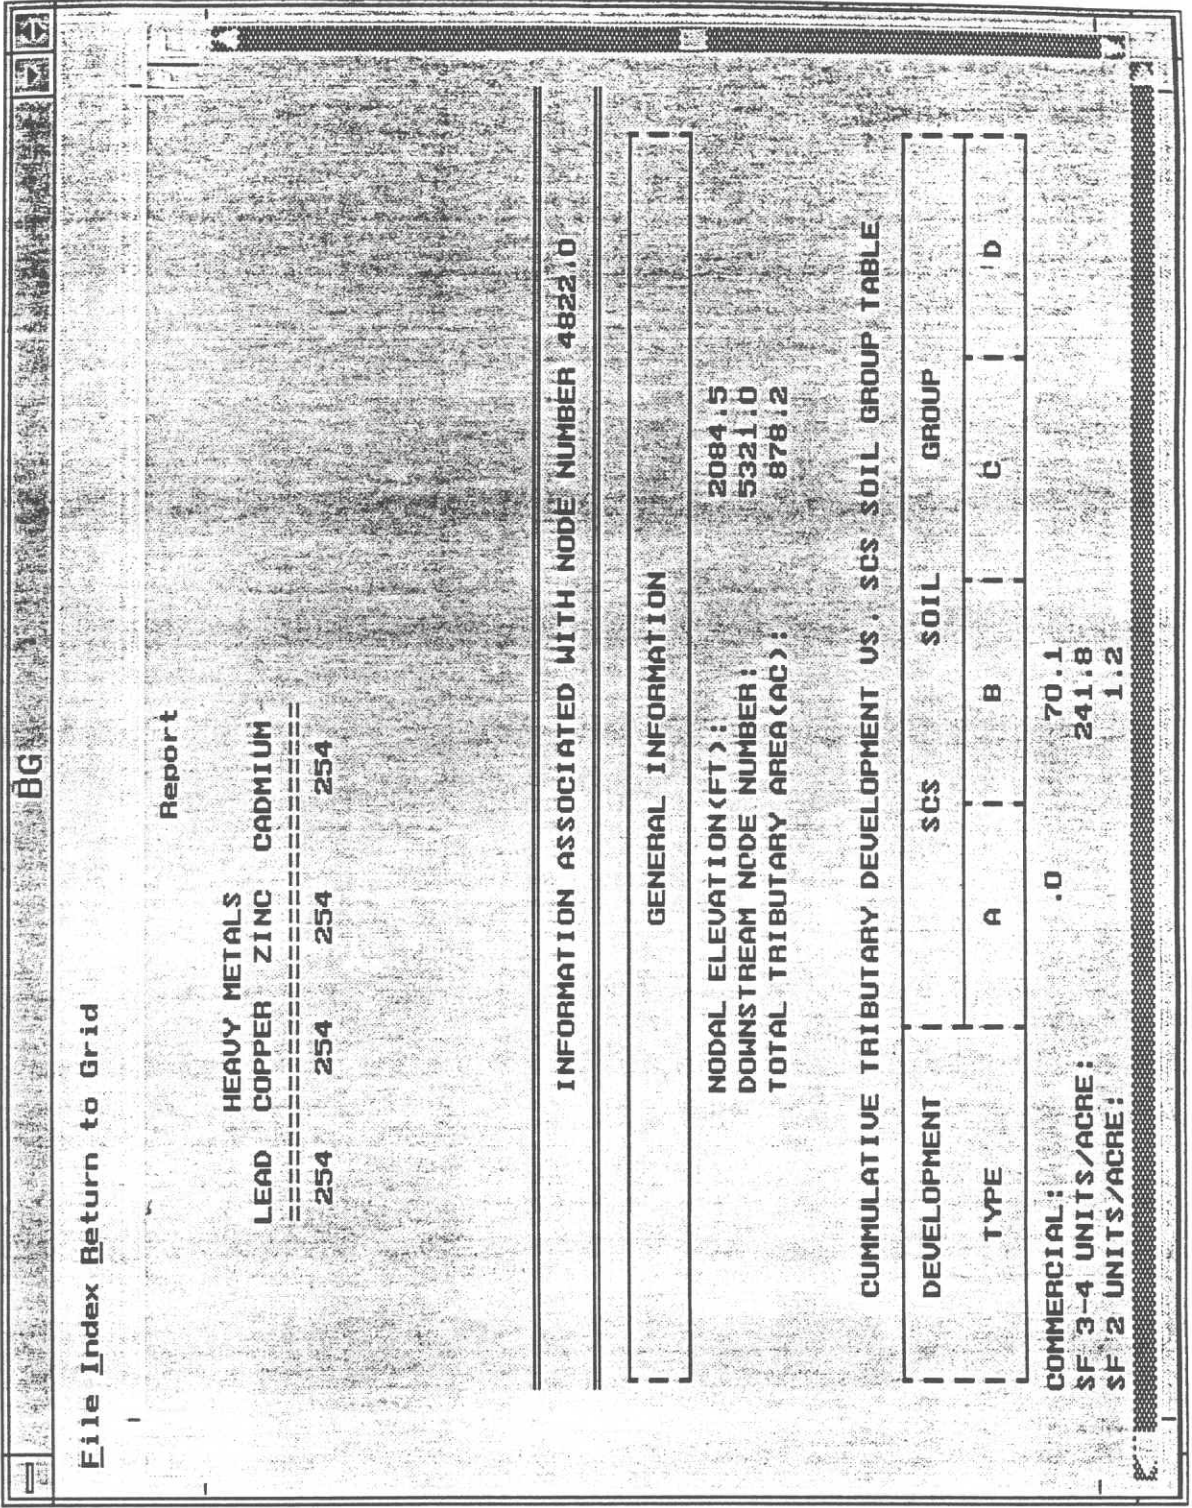 BG
File Index Return to Grid
Report
HEAVY METALS
LEAD COPPER ZINC CADMIUM
====================================
254 254 254 254
INFORMATION ASSOCIATED WITH NODE NUMBER 4822.0
GENERAL INFORMATION
NODAL ELEVATION(FT): 2084.5
DOWNSTREAM NODE NUMBER: 5321.0
TOTAL TRIBUTARY AREA(AC): 878.2
CUMMULATIVE TRIBUTARY DEVELOPMENT VS. SCS SOIL GROUP TABLE
DEVELOPMENT SCS SOIL GROUP
TYPE A B C D
COMMERCIAL: .0 70.1
SF 3-4 UNITS/ACRE: 241.8
SF 2 UNITS/ACRE: 1.2